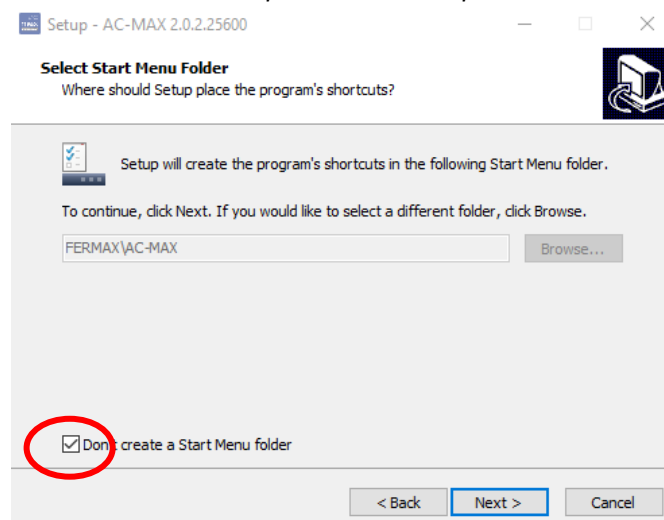 Setup - AC-MAX 2.0.2.25600
Select Start Menu Folder
Where should Setup place the program's shortcuts?
Setup will create the program's shortcuts in the following Start Menu folder.
To continue, click Next. If you would like to select a different folder, click Browse.
FERMAX\AC-MAX
Browse...
Don't create a Start Menu folder
< Back
Next >
Cancel